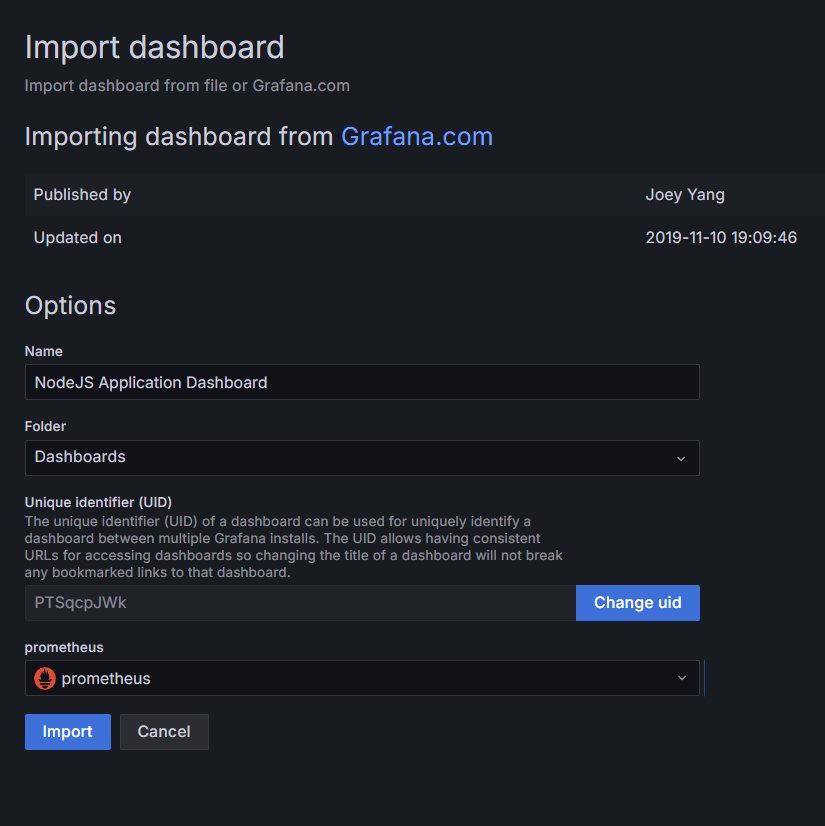 Import dashboard
Import dashboard from file or Grafana.com
Importing dashboard from Grafana.com
Published by Joey Yang
Updated on 2019-11-10 19:09:46
Options
Name
NodeJS Application Dashboard
Folder
Dashboards
Unique identifier (UID)
The unique identifier (UID) of a dashboard can be used for uniquely identify a
dashboard between multiple Grafana installs. The UID allows having consistent
URLs for accessing dashboards so changing the title of a dashboard will not break
any bookmarked links to that dashboard.
PTSqcpJWk Change uid
prometheus
prometheus
Import Cancel